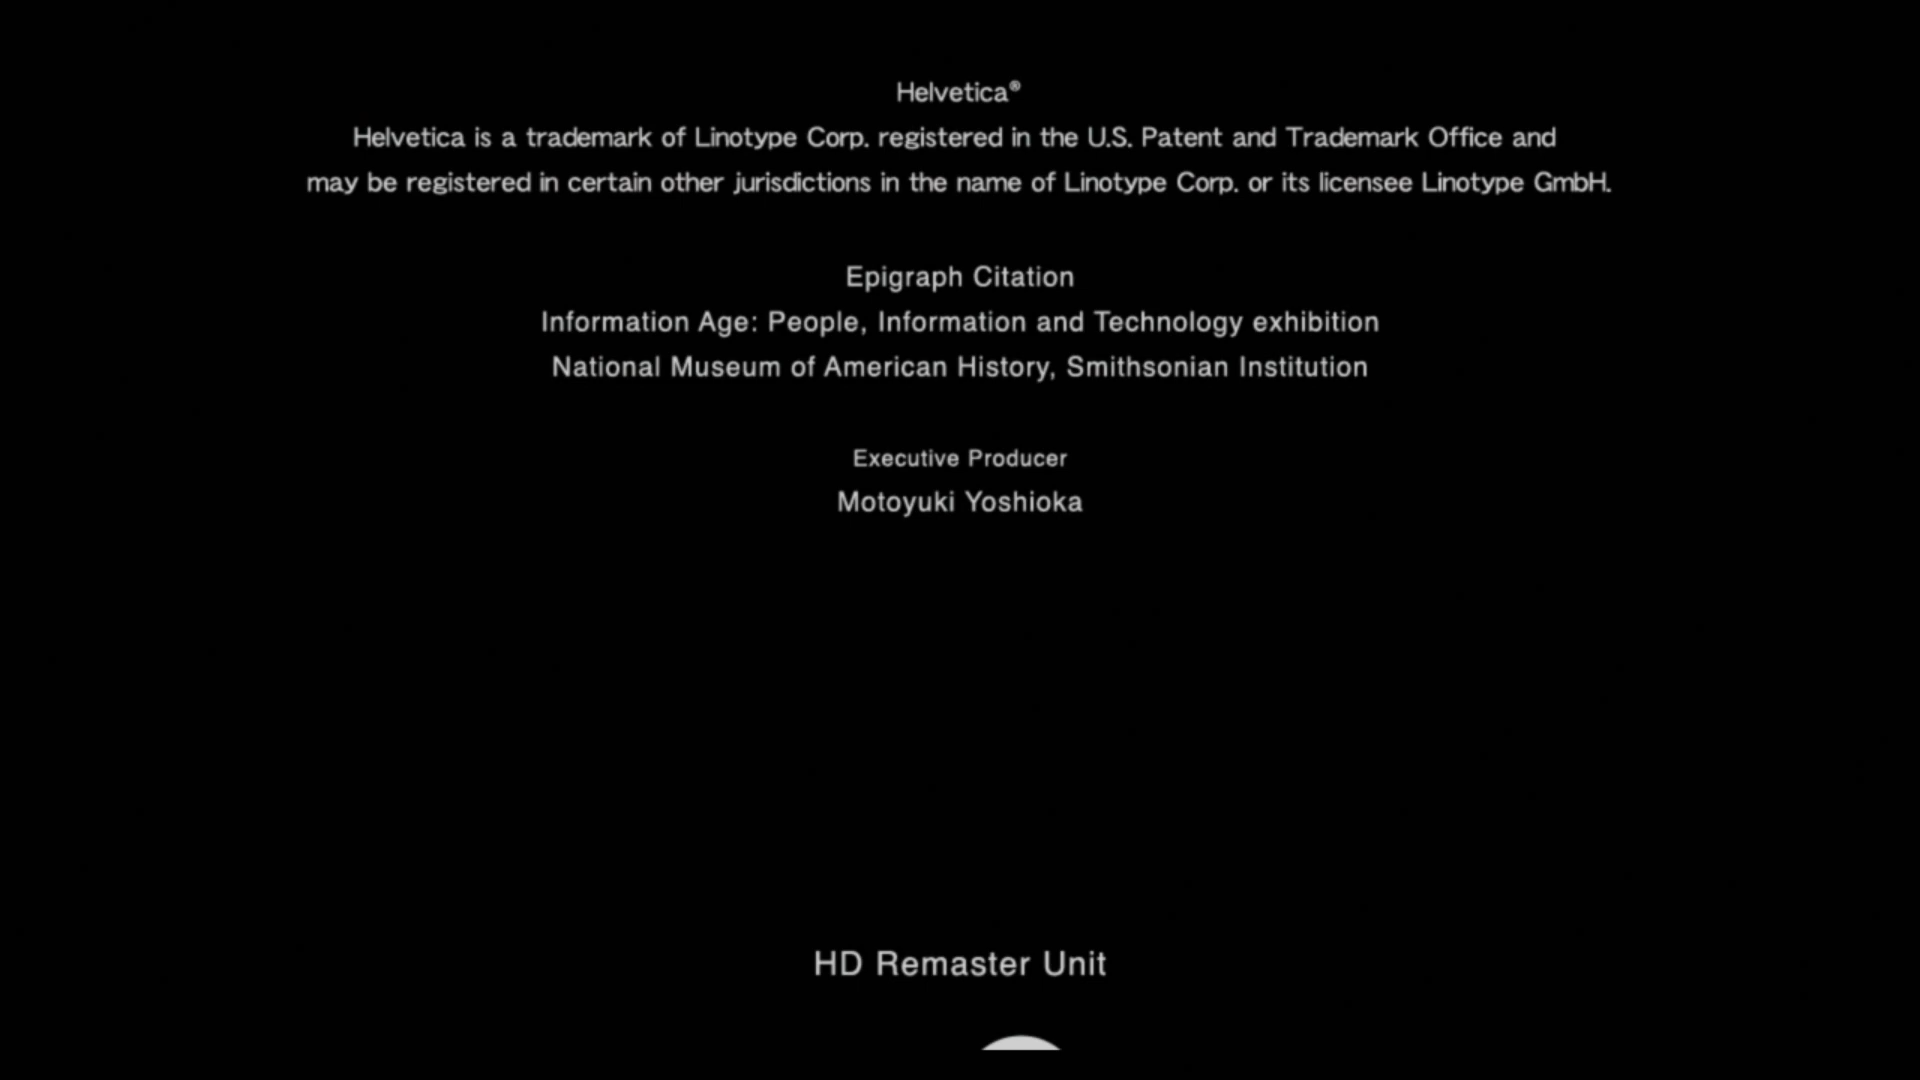 Helvetica®
Helvetica is a trademark of Linotype Corp. registered in the U.S. Patent and Trademark Office and
may be registered in certain other jurisdictions in the name of Linotype Corp. or its licensee Linotype GmbH.
Epigraph Citation
Information Age: People, Information and Technology exhibition
National Museum of American History, Smithsonian Institution
Executive Producer
Motoyuki Yoshioka
HD Remaster Unit